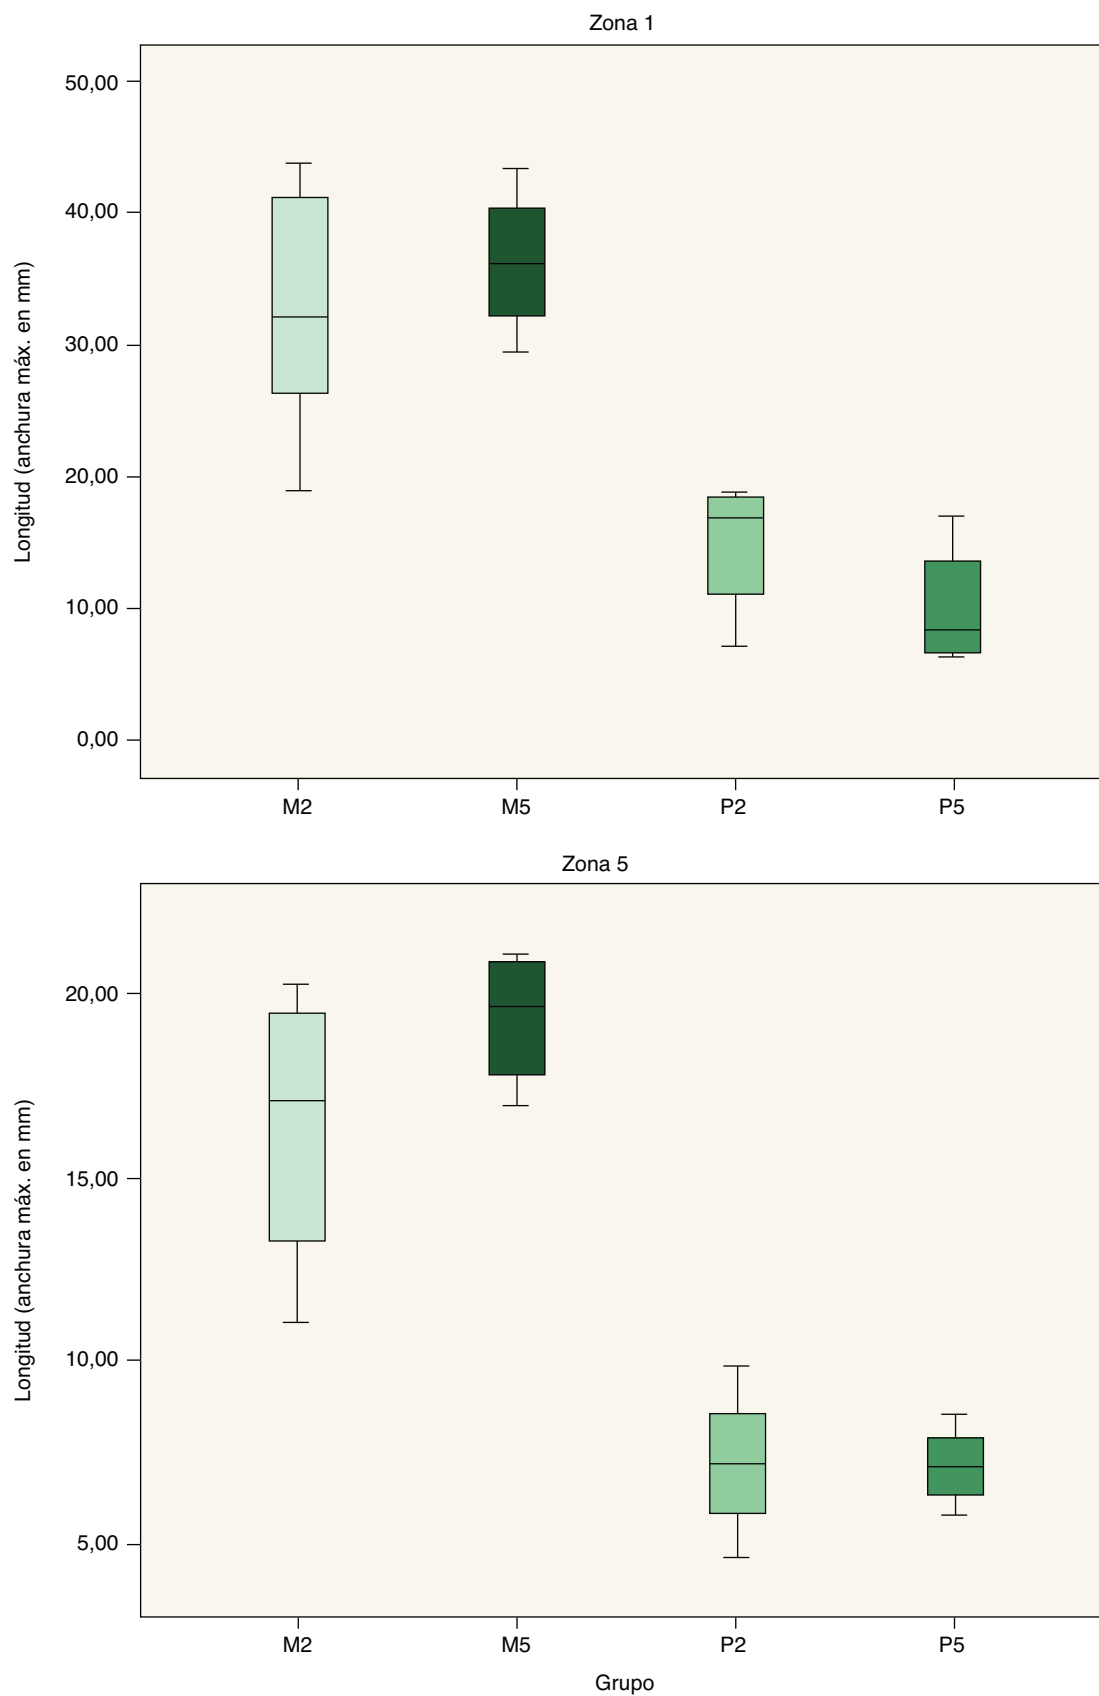 Zona 1
50,00
40,00
30,00
20,00
10,00
0,00
Longitud (anchura máx. en mm)
M2 M5 P2 P5
Zona 5
20,00
15,00
10,00
5,00
Longitud (anchura máx. en mm)
M2 M5 P2 P5
Grupo